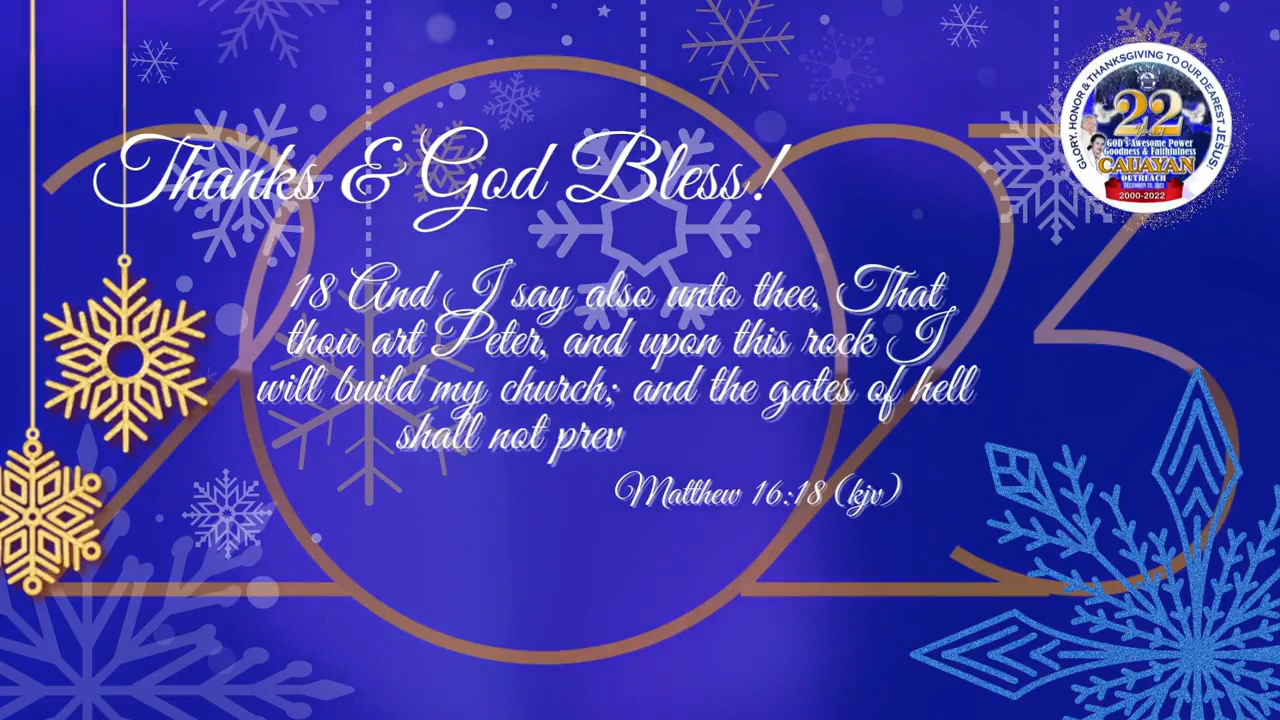 Thanks & God Bless!
18 And I say also unto thee, That
thou art Peter, and upon this rock I
will build my church; and the gates of hell
shall not prev
Matthew 16:18 (kjv)
2023
GLORY, HONOR & THANKSGIVING TO OUR DEAREST JESUS!
22
GOD's Awesome Power
Goodness & Faithfulness
CAUAYAN
OUTREACH
2000-2022